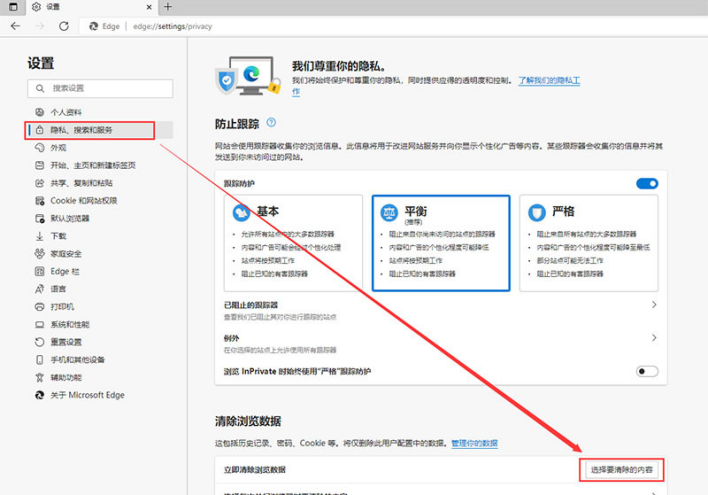 设置
Edge
edge://settings/privacy
设置
搜索设置
个人资料
隐私、搜索和服务
外观
开始、主页和新建标签页
共享、复制和粘贴
Cookie 和网站权限
默认浏览器
下载
家庭安全
Edge 栏
语言
打印机
系统和性能
重置设置
手机和其他设备
辅助功能
关于 Microsoft Edge
我们尊重你的隐私。
我们将始终保护和尊重你的隐私，同时提供应得的透明度和控制。 了解我们的隐私工
作
防止跟踪
网站会使用跟踪器收集你的浏览信息。此信息将用于改进网站服务并向你显示个性化广告等内容。某些跟踪器会收集你的信息并将其
发送到你未访问过的网站。
跟踪防护
基本
允许所有站点中的大多数跟踪器
内容和广告可能会经过个性化处理
站点将按预期工作
阻止已知的有害跟踪器
平衡
(推荐)
阻止来自你尚未访问的站点的跟踪器
内容和广告的个性化程度可能降低
站点将按预期工作
阻止已知的有害跟踪器
严格
阻止来自所有站点的大多数跟踪器
内容和广告的个性化程度可能降至最低
部分站点可能无法工作
阻止已知的有害跟踪器
已阻止的跟踪器
查看我们已阻止其对你进行跟踪的站点
例外
在你选择的站点上允许使用所有跟踪器
浏览 InPrivate 时始终使用"严格"跟踪防护
清除浏览数据
这包括历史记录、密码、Cookie 等。将仅删除此用户配置中的数据。 管理你的数据
立即清除浏览数据
选择要清除的内容